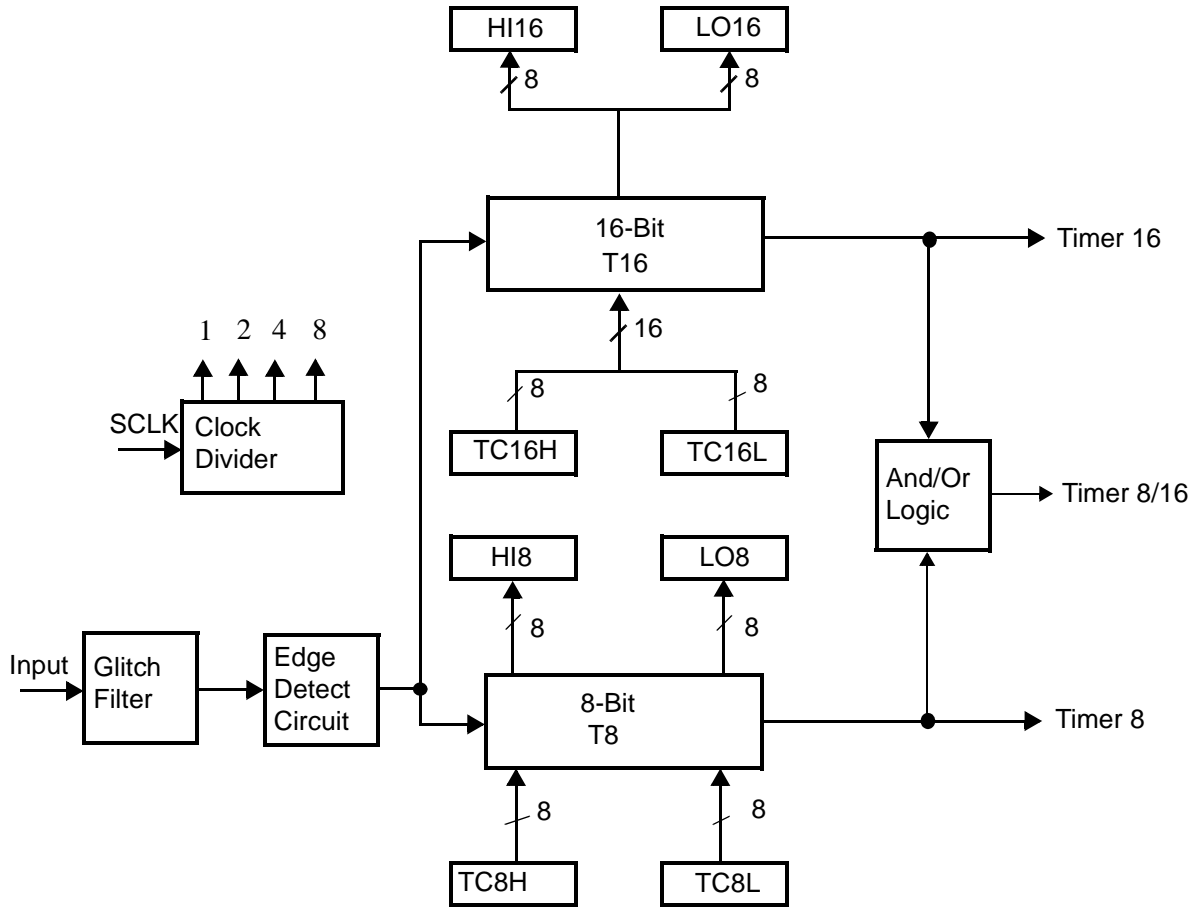 HI16
LO16
8
8
16-Bit
T16
Timer 16
16
1 2 4 8
8
8
SCLK
Clock
Divider
TC16H
TC16L
And/Or
Logic
Timer 8/16
HI8
LO8
8
8
Input
Glitch
Filter
Edge
Detect
Circuit
8-Bit
T8
Timer 8
8
8
TC8H
TC8L